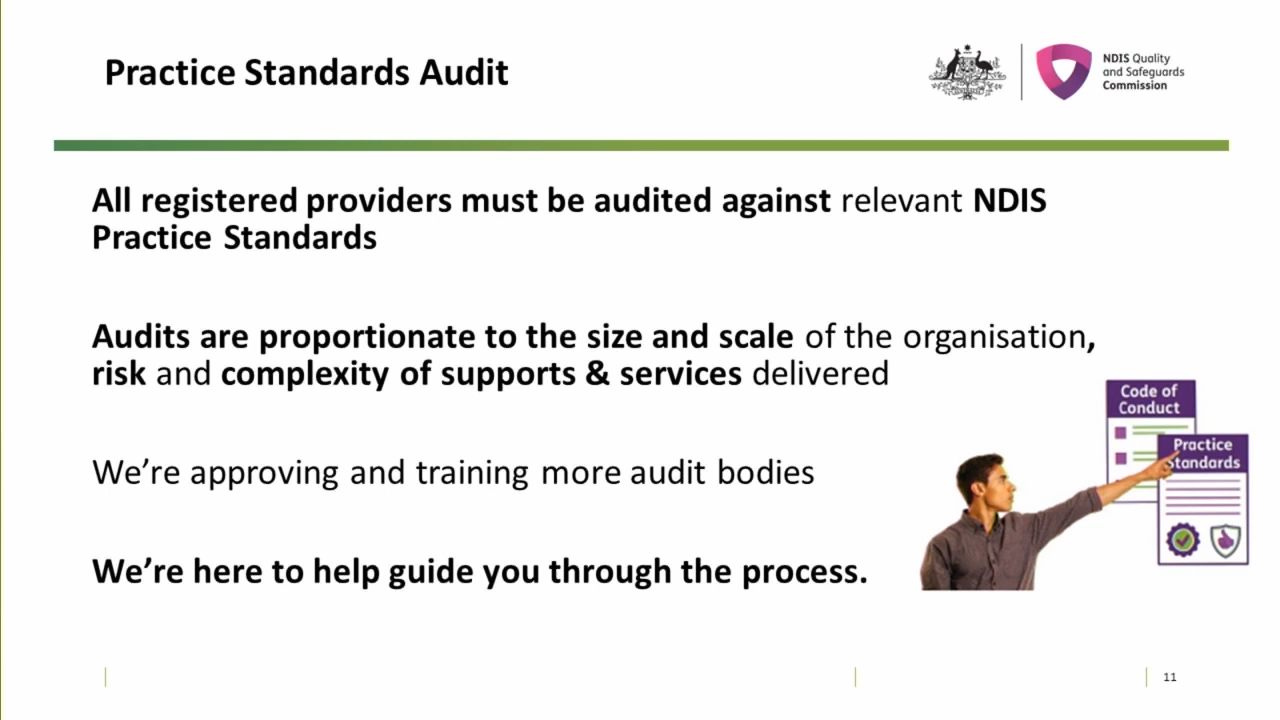 Practice Standards Audit
NDIS Quality
and Safeguards
Commission
All registered providers must be audited against relevant NDIS
Practice Standards
Audits are proportionate to the size and scale of the organisation,
risk and complexity of supports & services delivered
Code of
Conduct
Practice
Standards
We’re approving and training more audit bodies
We’re here to help guide you through the process.
11